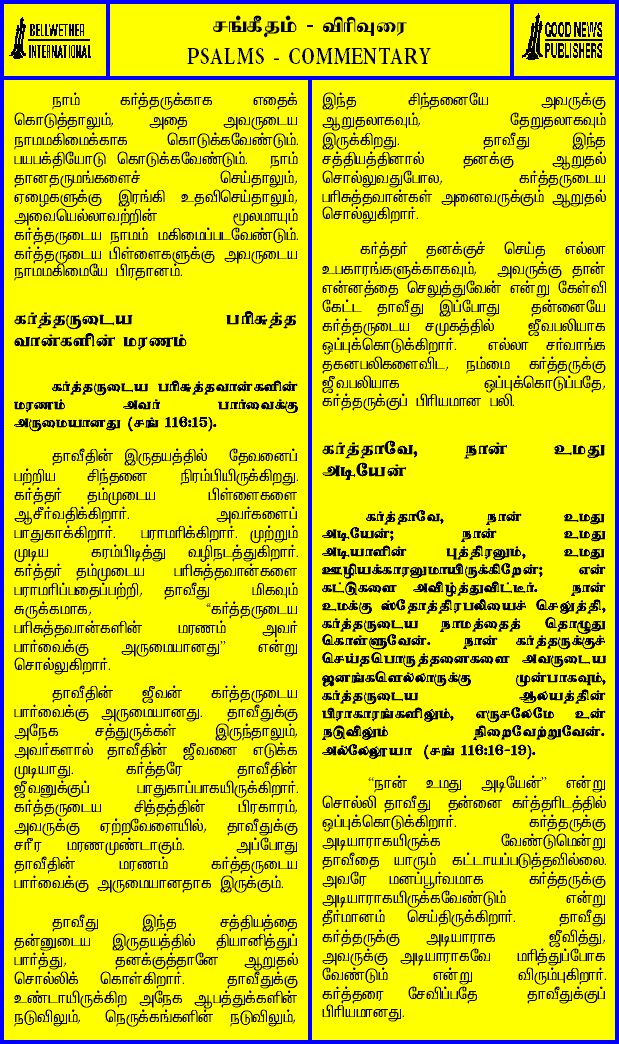 BELLWETHER
INTERNATIONAL
சங்கீதம் - விரிவுரை
PSALMS - COMMENTARY
GOOD NEWS
PUBLISHERS
நாம் கர்த்தருக்காக எதைக்
கொடுத்தாலும், அதை அவருடைய
நாமமகிமைக்காக கொடுக்கவேண்டும்.
பயபக்தியோடு கொடுக்கவேண்டும். நாம்
தானதருமங்களைச் செய்தாலும்,
ஏழைகளுக்கு இரங்கி உதவிசெய்தாலும்,
அவையெல்லாவற்றின் மூலமாயும்
கர்த்தருடைய நாமம் மகிமைப்படவேண்டும்.
கர்த்தருடைய பிள்ளைகளுக்கு அவருடைய
நாமமகிமையே பிரதானம்.
கர்த்தருடைய பரிசுத்த
வான்களின் மரணம்
கர்த்தருடைய பரிசுத்தவான்களின்
மரணம் அவர் பார்வைக்கு
அருமையானது (சங் 116:15).
தாவீதின் இருதயத்தில் தேவனைப்
பற்றிய சிந்தனை நிரம்பியிருக்கிறது.
கர்த்தர் தம்முடைய பிள்ளைகளை
ஆசீர்வதிக்கிறார். அவர்களைப்
பாதுகாக்கிறார். பராமரிக்கிறார். முற்றும்
முடிய கரம்பிடித்து வழிநடத்துகிறார்.
கர்த்தர் தம்முடைய பரிசுத்தவான்களை
பராமரிப்பதைப்பற்றி, தாவீது மிகவும்
சுருக்கமாக, “கர்த்தருடைய
பரிசுத்தவான்களின் மரணம் அவர்
பார்வைக்கு அருமையானது” என்று
சொல்லுகிறார்.
தாவீதின் ஜீவன் கர்த்தருடைய
பார்வைக்கு அருமையானது. தாவீதுக்கு
அநேக சத்துருக்கள் இருந்தாலும்,
அவர்களால் தாவீதின் ஜீவனை எடுக்க
முடியாது. கர்த்தரே தாவீதின்
ஜீவனுக்குப் பாதுகாப்பாகயிருக்கிறார்.
கர்த்தருடைய சித்தத்தின் பிரகாரம்,
அவருக்கு ஏற்றவேளையில், தாவீதுக்கு
சரீர மரணமுண்டாகும். அப்போது
தாவீதின் மரணம் கர்த்தருடைய
பார்வைக்கு அருமையானதாக இருக்கும்.
தாவீது இந்த சத்தியத்தை
தன்னுடைய இருதயத்தில் தியானித்துப்
பார்த்து, தனக்குத்தானே ஆறுதல்
சொல்லிக் கொள்கிறார். தாவீதுக்கு
உண்டாயிருக்கிற அநேக ஆபத்துக்களின்
நடுவிலும், நெருக்கங்களின் நடுவிலும்,
இந்த சிந்தனையே அவருக்கு
ஆறுதலாகவும், தேறுதலாகவும்
இருக்கிறது. தாவீது இந்த
சத்தியத்தினால் தனக்கு ஆறுதல்
சொல்லுவதுபோல, கர்த்தருடைய
பரிசுத்தவான்கள் அனைவருக்கும் ஆறுதல்
சொல்லுகிறார்.
கர்த்தர் தனக்குச் செய்த எல்லா
உபகாரங்களுக்காகவும், அவருக்கு தான்
என்னத்தை செலுத்துவேன் என்று கேள்வி
கேட்ட தாவீது இப்போது தன்னையே
கர்த்தருடைய சமுகத்தில் ஜீவபலியாக
ஒப்புக்கொடுக்கிறார். எல்லா சர்வாங்க
தகனபலிகளைவிட, நம்மை கர்த்தருக்கு
ஜீவபலியாக ஒப்புக்கொடுப்பதே,
கர்த்தருக்குப் பிரியமான பலி.
கர்த்தாவே, நான் உமது
அடியேன்
கர்த்தாவே, நான் உமது
அடியேன்; நான் உமது
அடியாளின் புத்திரனும், உமது
ஊழியக்காரனுமாயிருக்கிறேன்; என்
கட்டுகளை அவிழ்த்துவிட்டீர். நான்
உமக்கு ஸ்தோத்திரபலியைச் செலுத்தி,
கர்த்தருடைய நாமத்தைத் தொழுது
கொள்ளுவேன். நான் கர்த்தருக்குச்
செய்தபொருத்தனைகளை அவருடைய
ஜனங்களெல்லாருக்கு முன்பாகவும்,
கர்த்தருடைய ஆலயத்தின்
பிராகாரங்களிலும், எருசலேமே உன்
நடுவிலும் நிறைவேற்றுவேன்.
அல்லேலூயா (சங் 116:16-19).
“நான் உமது அடியேன்” என்று
சொல்லி தாவீது தன்னை கர்த்தரிடத்தில்
ஒப்புக்கொடுக்கிறார். கர்த்தருக்கு
அடியாராகயிருக்க வேண்டுமென்று
தாவீதை யாரும் கட்டாயப்படுத்தவில்லை.
அவரே மனப்பூர்வமாக கர்த்தருக்கு
அடியாராகயிருக்கவேண்டும் என்று
தீர்மானம் செய்திருக்கிறார். தாவீது
கர்த்தருக்கு அடியாராக ஜீவித்து,
அவருக்கு அடியாராகவே மரித்துப்போக
வேண்டும் என்று விரும்புகிறார்.
கர்த்தரை சேவிப்பதே தாவீதுக்குப்
பிரியமானது.